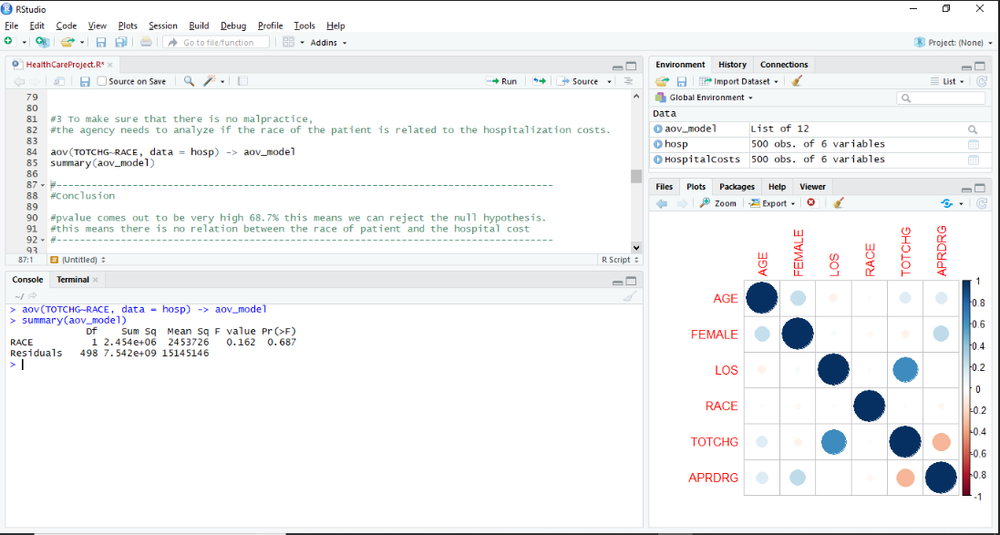 RStudio
File Edit Code View Plots Session Build Debug Profile Tools Help
Go to file/function Addins Project: (None)
HealthCareProject.R*
Source on Save Run Source
79
80
81 #3 To make sure that there is no malpractice,
82 #the agency needs to analyze if the race of the patient is related to the hospitalization costs.
83
84 aov(TOTCHG~RACE, data = hosp) -> aov_model
85 summary(aov_model)
86
87 #----------------------------------------------------------------------------------
88 #Conclusion
89
90 #pvalue comes out to be very high 68.7% this means we can reject the null hypothesis.
91 #this means there is no relation between the race of patient and the hospital cost
92 #----------------------------------------------------------------------------------
93
87:1 # (Untitled) R Script
Console Terminal
~/
> aov(TOTCHG~RACE, data = hosp) -> aov_model
> summary(aov_model)
Df Sum Sq Mean Sq F value Pr(>F)
RACE 1 2.454e+06 2453726 0.162 0.687
Residuals 498 7.542e+09 15145146
>
Environment History Connections
Import Dataset List
Global Environment
Data
aov_model List of 12
hosp 500 obs. of 6 variables
HospitalCosts 500 obs. of 6 variables
Files Plots Packages Help Viewer
Zoom Export
AGE FEMALE LOS RACE TOTCHG APRDRG
AGE
FEMALE
LOS
RACE
TOTCHG
APRDRG
1
0.8
0.6
0.4
0.2
0
-0.2
-0.4
-0.6
-0.8
-1